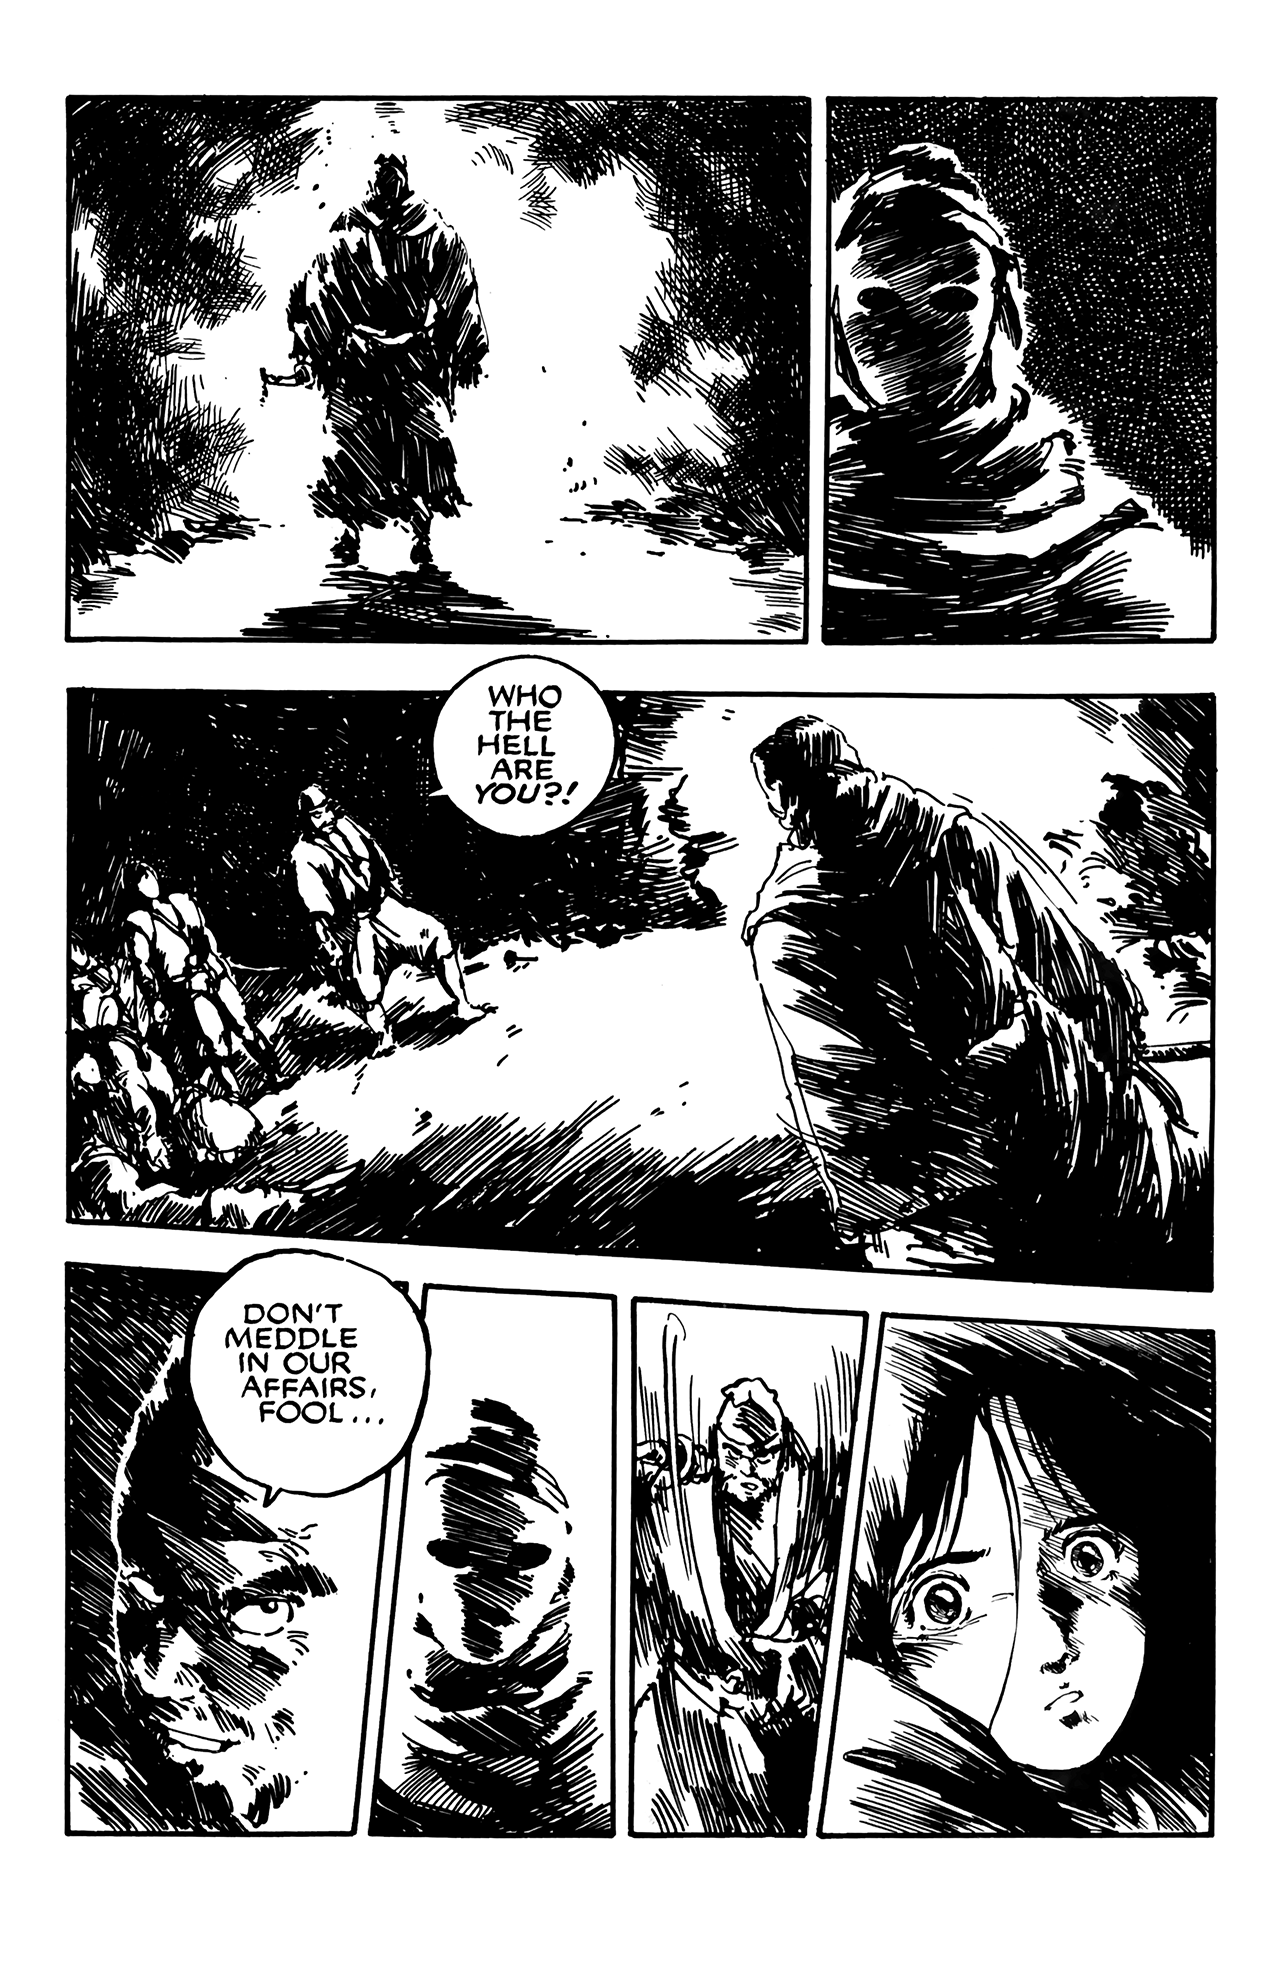 WHO
THE
HELL
ARE
YOU?!
DON'T
MEDDLE
IN OUR
AFFAIRS,
FOOL...